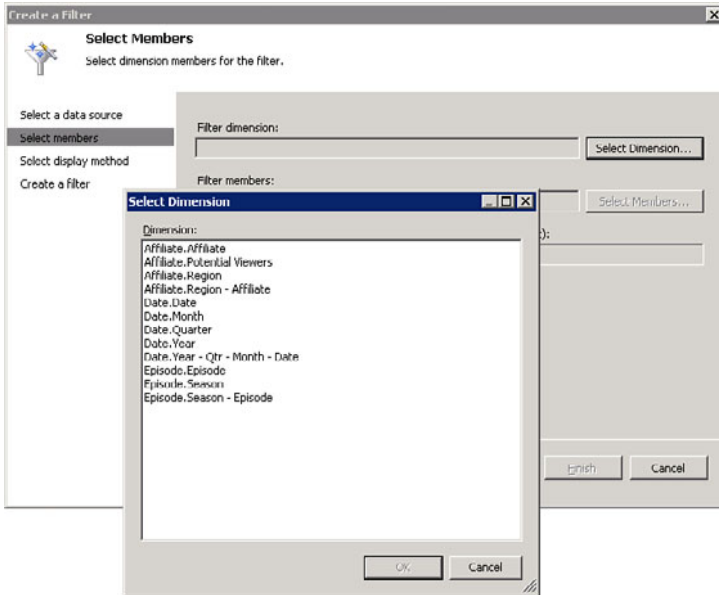 Create a Filter
Select Members
Select dimension members for the filter.
Select a data source
Select members
Select display method
Create a filter
Filter dimension:
Select Dimension...
Filter members:
Select Members...
):
Select Dimension
Dimension:
Affiliate.Affiliate
Affiliate.Potential Viewers
Affiliate.Region
Affiliate.Region - Affiliate
Date.Date
Date.Month
Date.Quarter
Date.Year
Date.Year - Qtr - Month - Date
Episode.Episode
Episode.Season
Episode.Season - Episode
Finish
Cancel
OK
Cancel